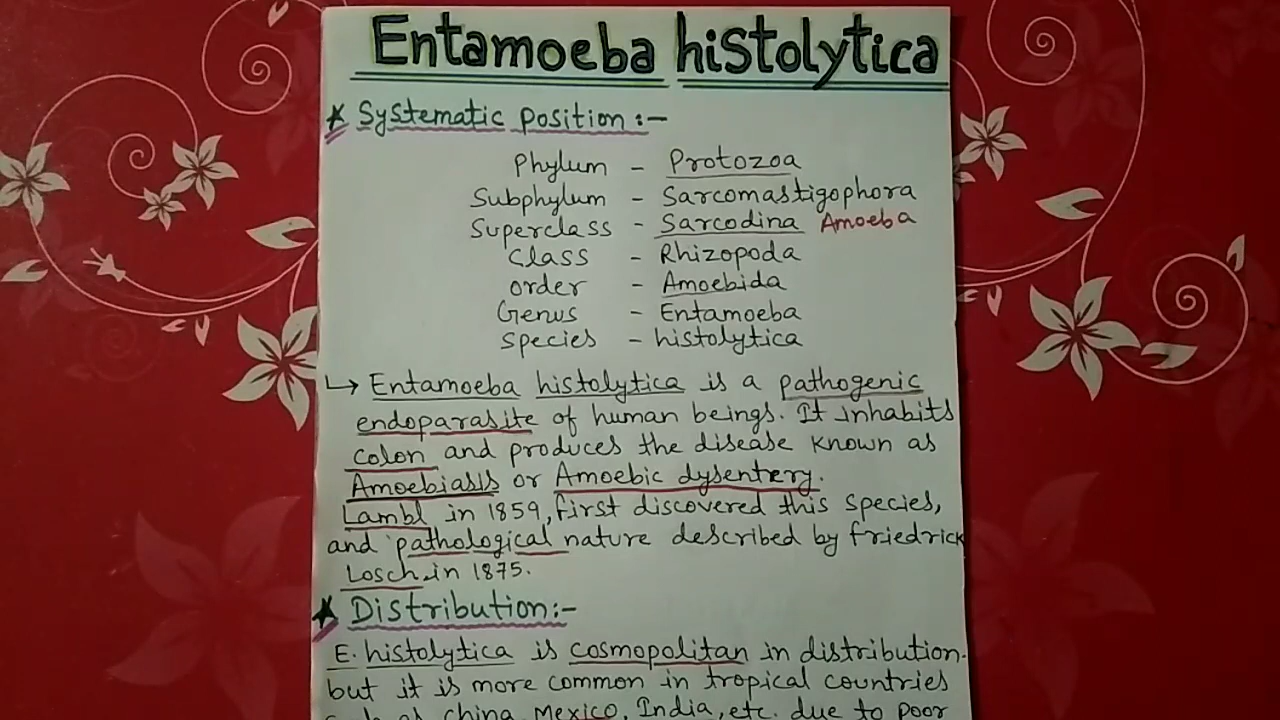 Entamoeba histolytica
★ Systematic position :-
Phylum - Protozoa
Subphylum - Sarcomastigophora
Superclass - Sarcodina Amoeba
Class - Rhizopoda
order - Amoebida
Genus - Entamoeba
Species - histolytica
↳ Entamoeba histolytica is a pathogenic
endoparasite of human beings. It inhabits
colon and produces the disease known as
Amoebiasis or Amoebic dysentery.
Lambl in 1859, first discovered this species,
and pathological nature described by friedrick
Losch in 1875.
★ Distribution :-
E. histolytica is cosmopolitan in distribution.
but it is more common in tropical countries
such as china, Mexico, India, etc. due to poor